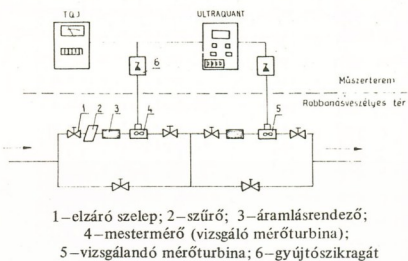 TQJ
ULTRAQUANT
6
Műszerterem
Robbanásveszélyes tér
1 2 3 4 5
1–elzáró szelep; 2–szűrő; 3–áramlásrendező;
4–mestermérő (vizsgáló mérőturbina);
5–vizsgálandó mérőturbina; 6–gyújtószikragát